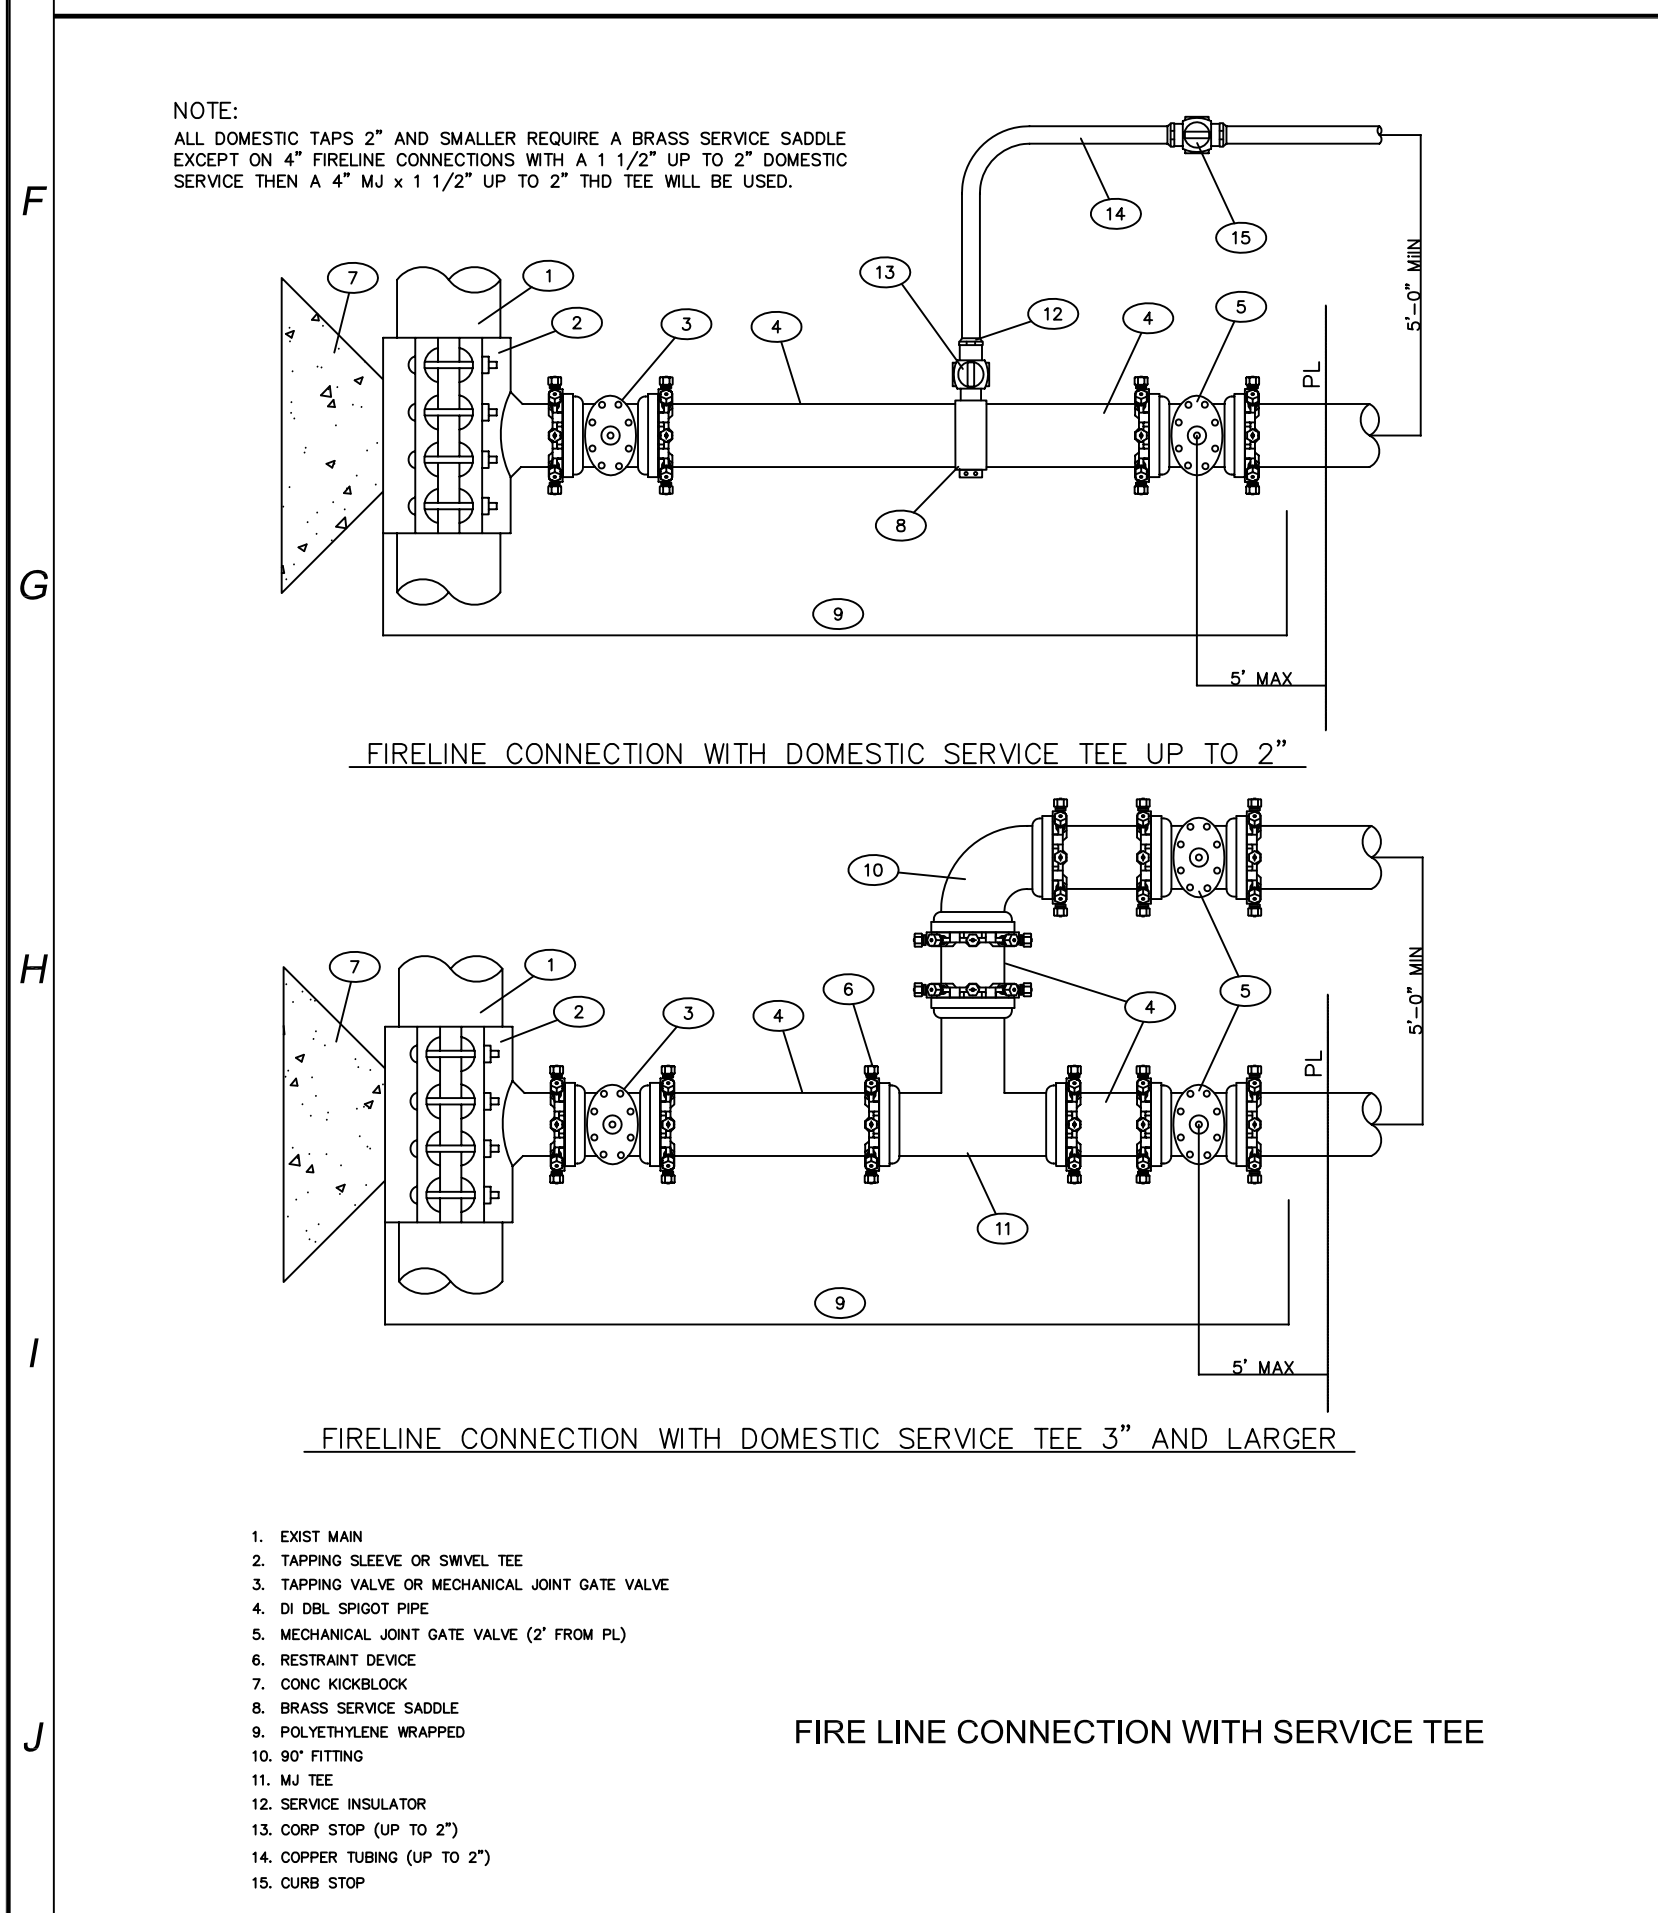 NOTE:
ALL DOMESTIC TAPS 2" AND SMALLER REQUIRE A BRASS SERVICE SADDLE
EXCEPT ON 4" FIRELINE CONNECTIONS WITH A 1 1/2" UP TO 2" DOMESTIC
SERVICE THEN A 4" MJ x 1 1/2" UP TO 2" THD TEE WILL BE USED.
F
14
15
7
1
13
5
2
3
4
12
4
5'-0" MiIN
PL
8
G
9
5' MAX
FIRELINE CONNECTION WITH DOMESTIC SERVICE TEE UP TO 2"
10
H
7
1
6
5
2
3
4
4
5'-0" MIN
PL
11
9
I
5' MAX
FIRELINE CONNECTION WITH DOMESTIC SERVICE TEE 3" AND LARGER
1. EXIST MAIN
2. TAPPING SLEEVE OR SWIVEL TEE
3. TAPPING VALVE OR MECHANICAL JOINT GATE VALVE
4. DI DBL SPIGOT PIPE
5. MECHANICAL JOINT GATE VALVE (2' FROM PL)
6. RESTRAINT DEVICE
7. CONC KICKBLOCK
8. BRASS SERVICE SADDLE
9. POLYETHYLENE WRAPPED
10. 90° FITTING
11. MJ TEE
12. SERVICE INSULATOR
13. CORP STOP (UP TO 2")
14. COPPER TUBING (UP TO 2")
15. CURB STOP
J
FIRE LINE CONNECTION WITH SERVICE TEE